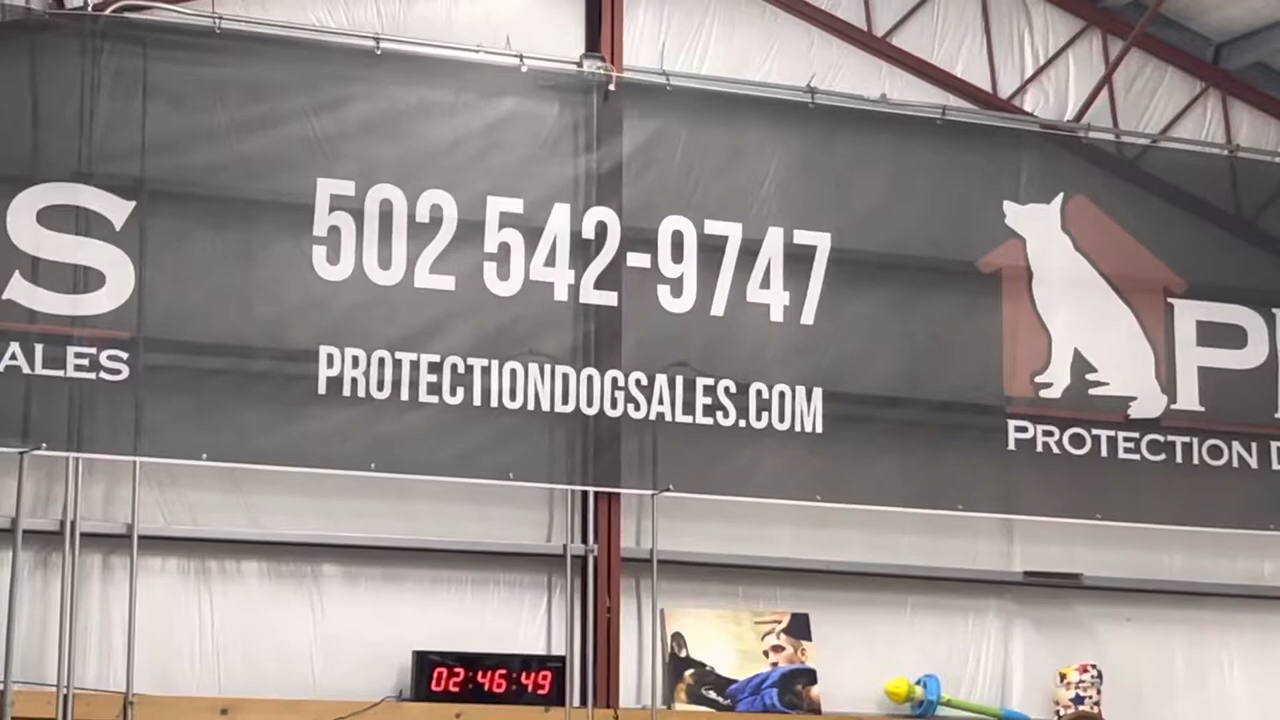 S
ALES
502 542-9747
PROTECTIONDOGSALES.COM
P
PROTECTION D
02:46:49